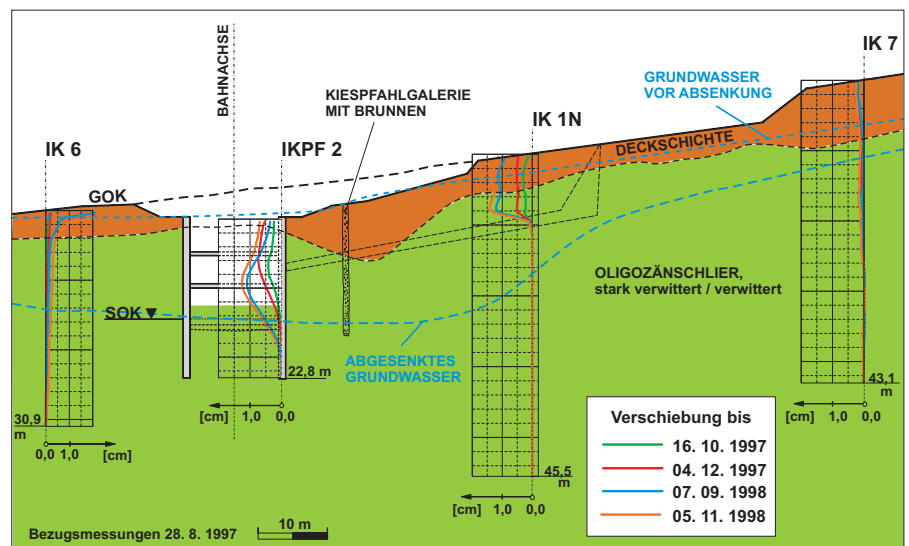 IK 7
BAHNACHSE
GRUNDWASSER
VOR ABSENKUNG
KIESPFAHLGALERIE
MIT BRUNNEN
IK 1N
IK 6
IKPF 2
DECKSCHICHTE
GOK
OLIGOZÄNSCHLIER,
stark verwittert / verwittert
SOK
ABGESENKTES
GRUNDWASSER
22,8 m
[cm] 1,0 0,0
43,1
m
[cm] 1,0 0,0
30,9
m
0,0 1,0 [cm]
45,5
m
[cm] 1,0 0,0
Verschiebung bis
16. 10. 1997
04. 12. 1997
07. 09. 1998
05. 11. 1998
Bezugsmessungen 28. 8. 1997
10 m